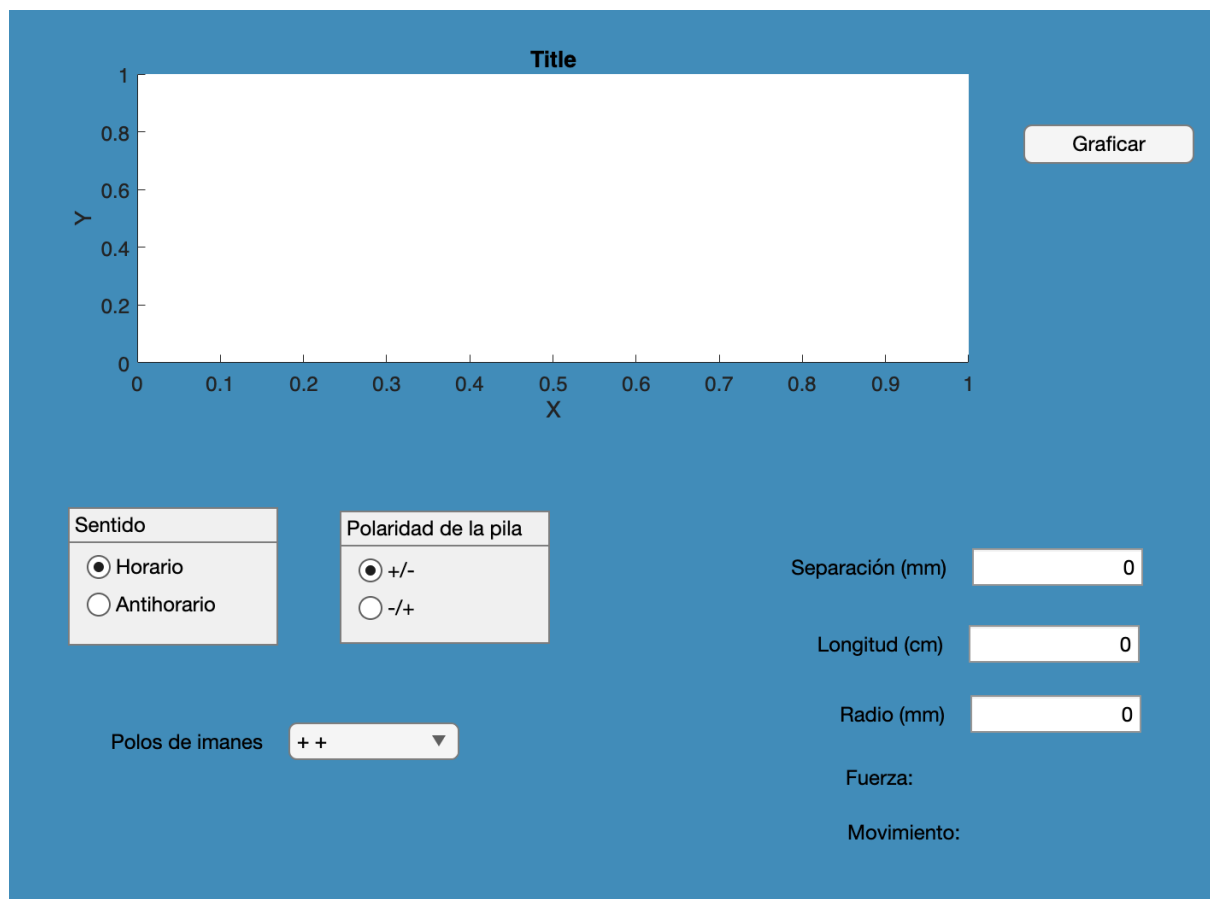 Title
1
0.8
0.6
0.4
0.2
0
Y
0 0.1 0.2 0.3 0.4 0.5 0.6 0.7 0.8 0.9 1
X
Graficar
Sentido
Horario
Antihorario
Polaridad de la pila
+/-
-/+
Polos de imanes + +
Separación (mm) 0
Longitud (cm) 0
Radio (mm) 0
Fuerza:
Movimiento: